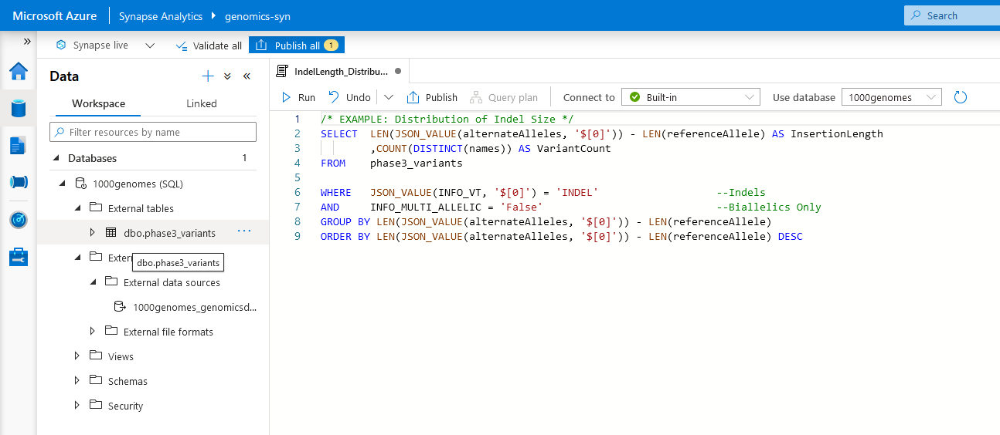 Microsoft Azure Synapse Analytics genomics-syn Search
Synapse live Validate all Publish all 1
Data
Workspace Linked
Filter resources by name
Databases 1
1000genomes (SQL)
External tables
dbo.phase3_variants ...
Exter
dbo.phase3_variants
External data sources
1000genomes_genomicsd...
External file formats
Views
Schemas
Security
IndelLength_Distribu...
Run Undo Publish Query plan Connect to Built-in Use database 1000genomes
1 /* EXAMPLE: Distribution of Indel Size */
2 SELECT LEN(JSON_VALUE(alternateAlleles, '$[0]')) - LEN(referenceAllele) AS InsertionLength
3 ,COUNT(DISTINCT(names)) AS VariantCount
4 FROM phase3_variants
5
6 WHERE JSON_VALUE(INFO_VT, '$[0]') = 'INDEL' --Indels
7 AND INFO_MULTI_ALLELIC = 'False' --Biallelics Only
8 GROUP BY LEN(JSON_VALUE(alternateAlleles, '$[0]')) - LEN(referenceAllele)
9 ORDER BY LEN(JSON_VALUE(alternateAlleles, '$[0]')) - LEN(referenceAllele) DESC